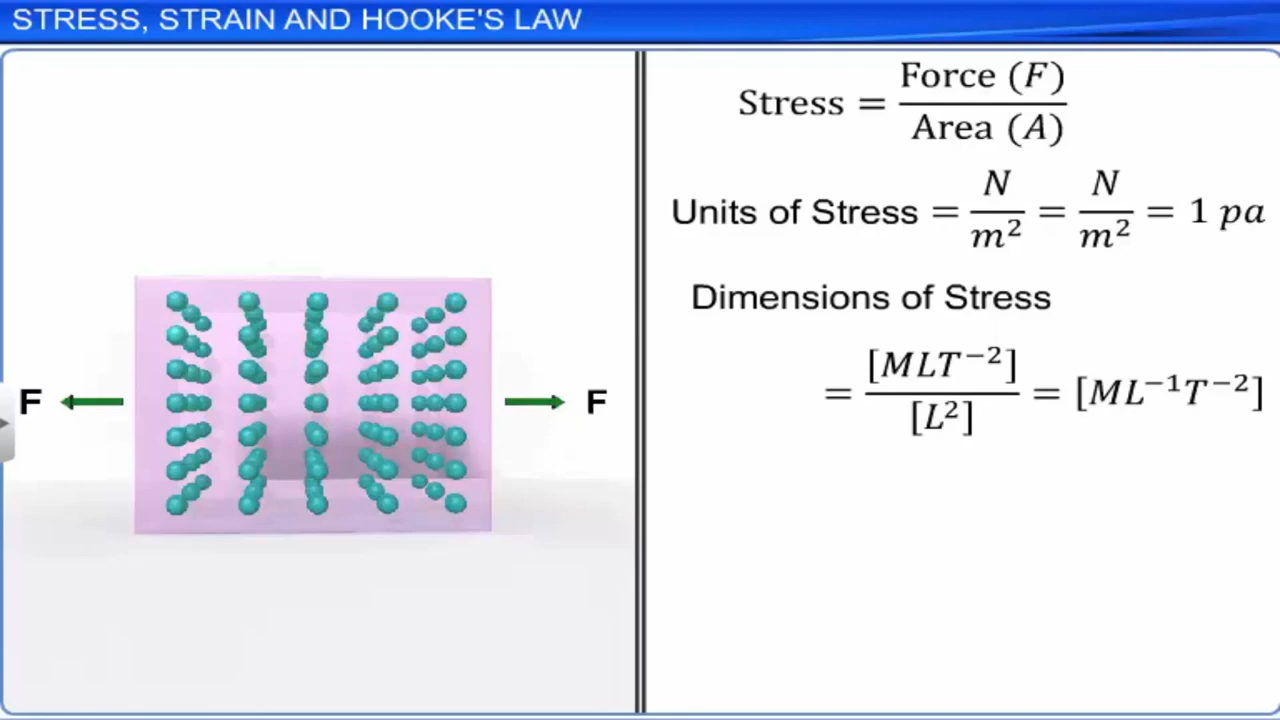 STRESS, STRAIN AND HOOKE'S LAW
F
F
Stress = Force (F) / Area (A)
Units of Stress = N / m² = N / m² = 1 pa
Dimensions of Stress
= [MLT⁻²] / [L²] = [ML⁻¹T⁻²]